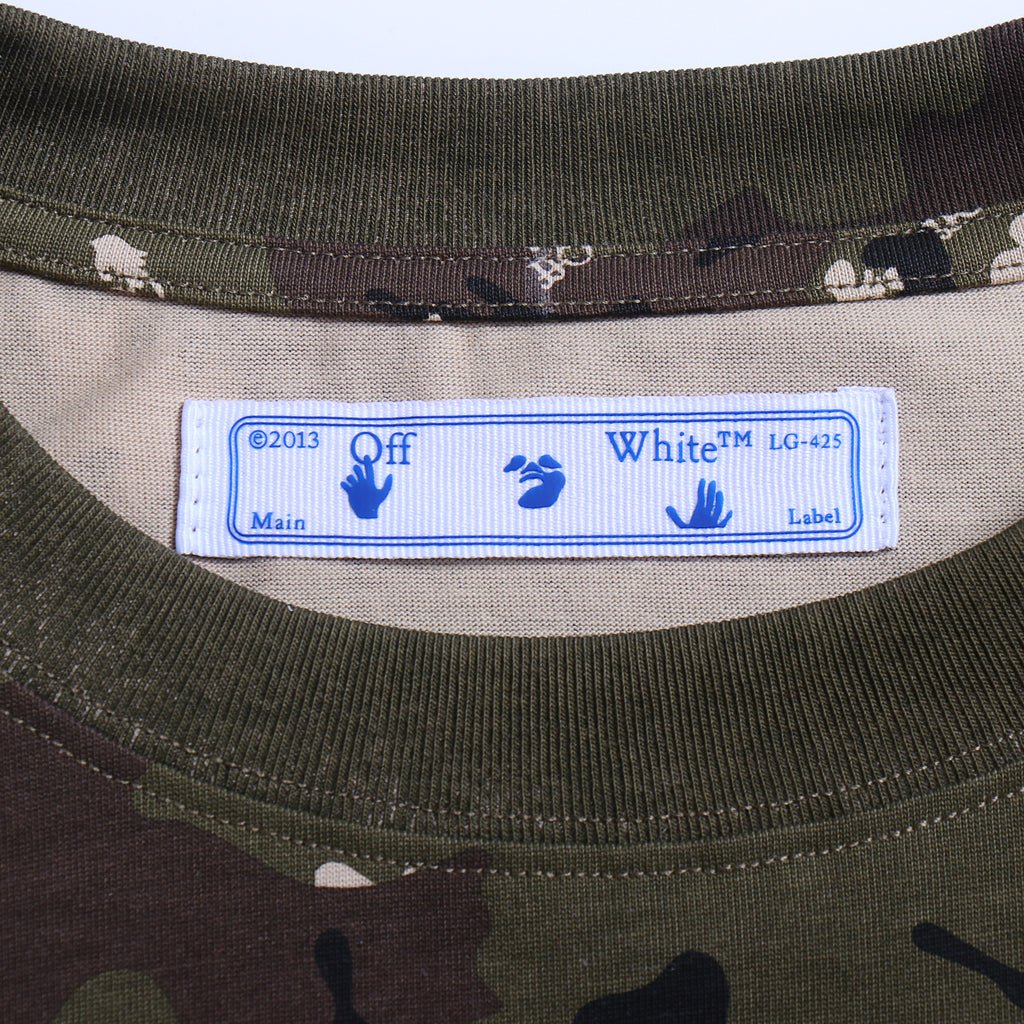 ©2013 Off White™ LG-425
Main Label